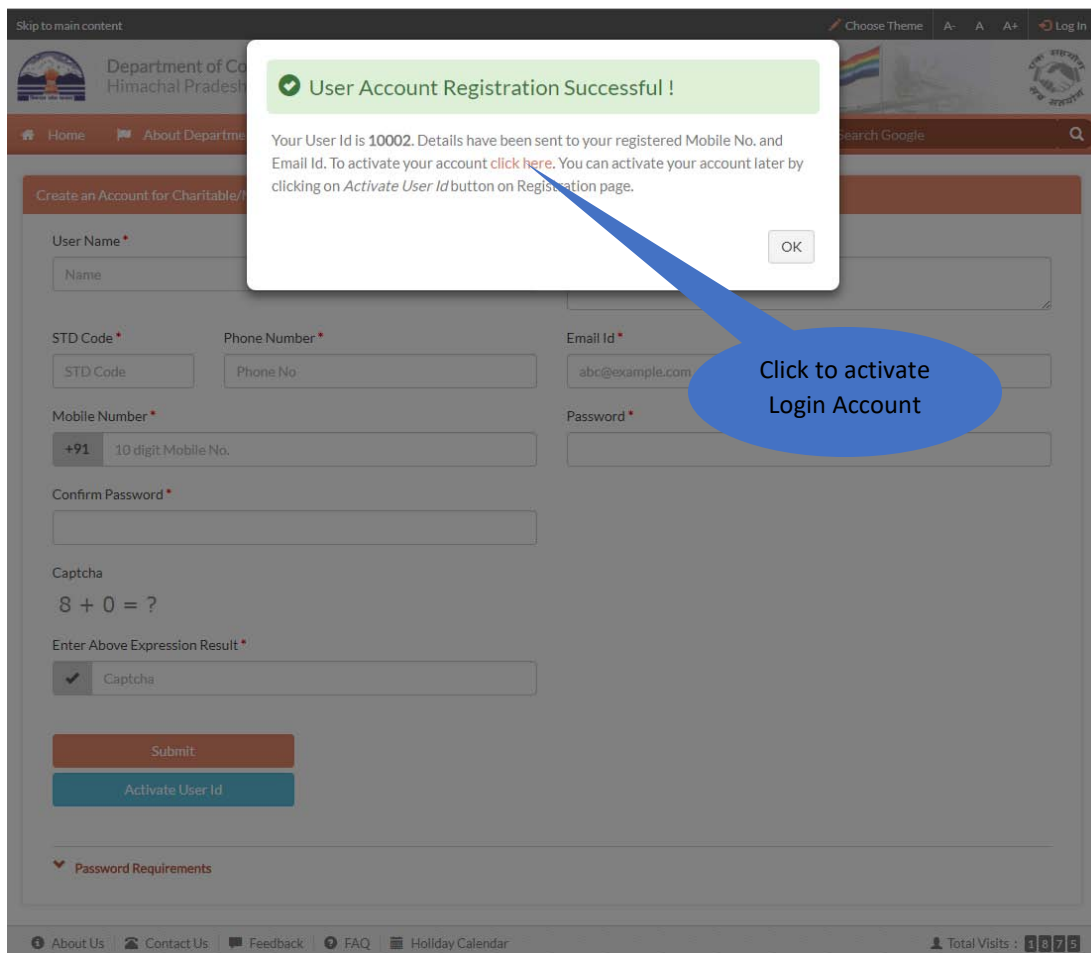 Skip to main content
Choose Theme A- A A+ Log In
Department of Co
Himachal Pradesh
Home About Departme
Search Google
User Account Registration Successful !
Your User Id is 10002. Details have been sent to your registered Mobile No. and
Email Id. To activate your account click here. You can activate your account later by
clicking on Activate User Id button on Registration page.
OK
Create an Account for Charitable/
User Name *
Name
STD Code * Phone Number * Email Id *
STD Code Phone No abc@example.com
Click to activate
Login Account
Mobile Number * Password *
+91 10 digit Mobile No.
Confirm Password *
Captcha
8 + 0 = ?
Enter Above Expression Result *
Captcha
Submit
Activate User Id
Password Requirements
About Us Contact Us Feedback FAQ Holiday Calendar Total Visits : 1875